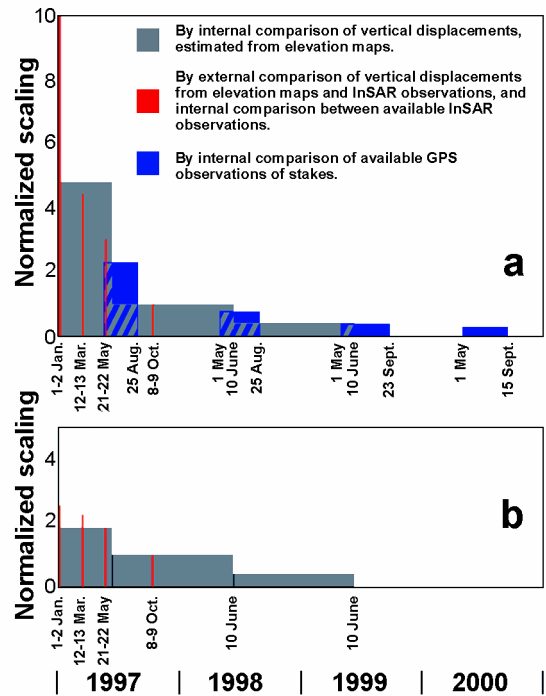 10
8
6
4
2
0
Normalized scaling
By internal comparison of vertical displacements,
estimated from elevation maps.
By external comparison of vertical displacements
from elevation maps and InSAR observations, and
internal comparison between available InSAR
observations.
By internal comparison of available GPS
observations of stakes.
a
1-2 Jan.
12-13 Mar.
21-22 May
25 Aug.
8-9 Oct.
1 May
10 June
25 Aug.
1 May
10 June
23 Sept.
1 May
15 Sept.
4
2
0
Normalized scaling
b
1-2 Jan.
12-13 Mar.
21-22 May
8-9 Oct.
10 June
10 June
| 1997 | 1998 | 1999 | 2000 |